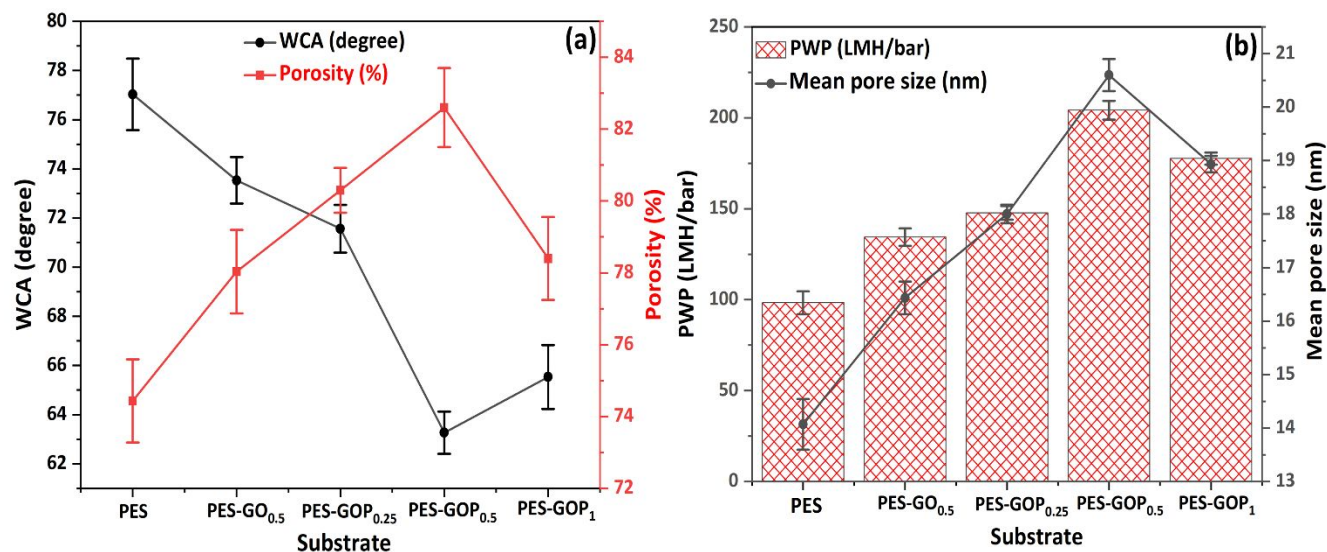 (a)
WCA (degree)
Porosity (%)
80
78
76
74
72
70
68
66
64
62
WCA (degree)
84
82
80
78
76
74
72
Porosity (%)
PES
PES-GO0.5
PES-GOP0.25
PES-GOP0.5
PES-GOP1
Substrate
(b)
PWP (LMH/bar)
Mean pore size (nm)
250
200
150
100
50
0
PWP (LMH/bar)
21
20
19
18
17
16
15
14
13
Mean pore size (nm)
PES
PES-GO0.5
PES-GOP0.25
PES-GOP0.5
PES-GOP1
Substrate